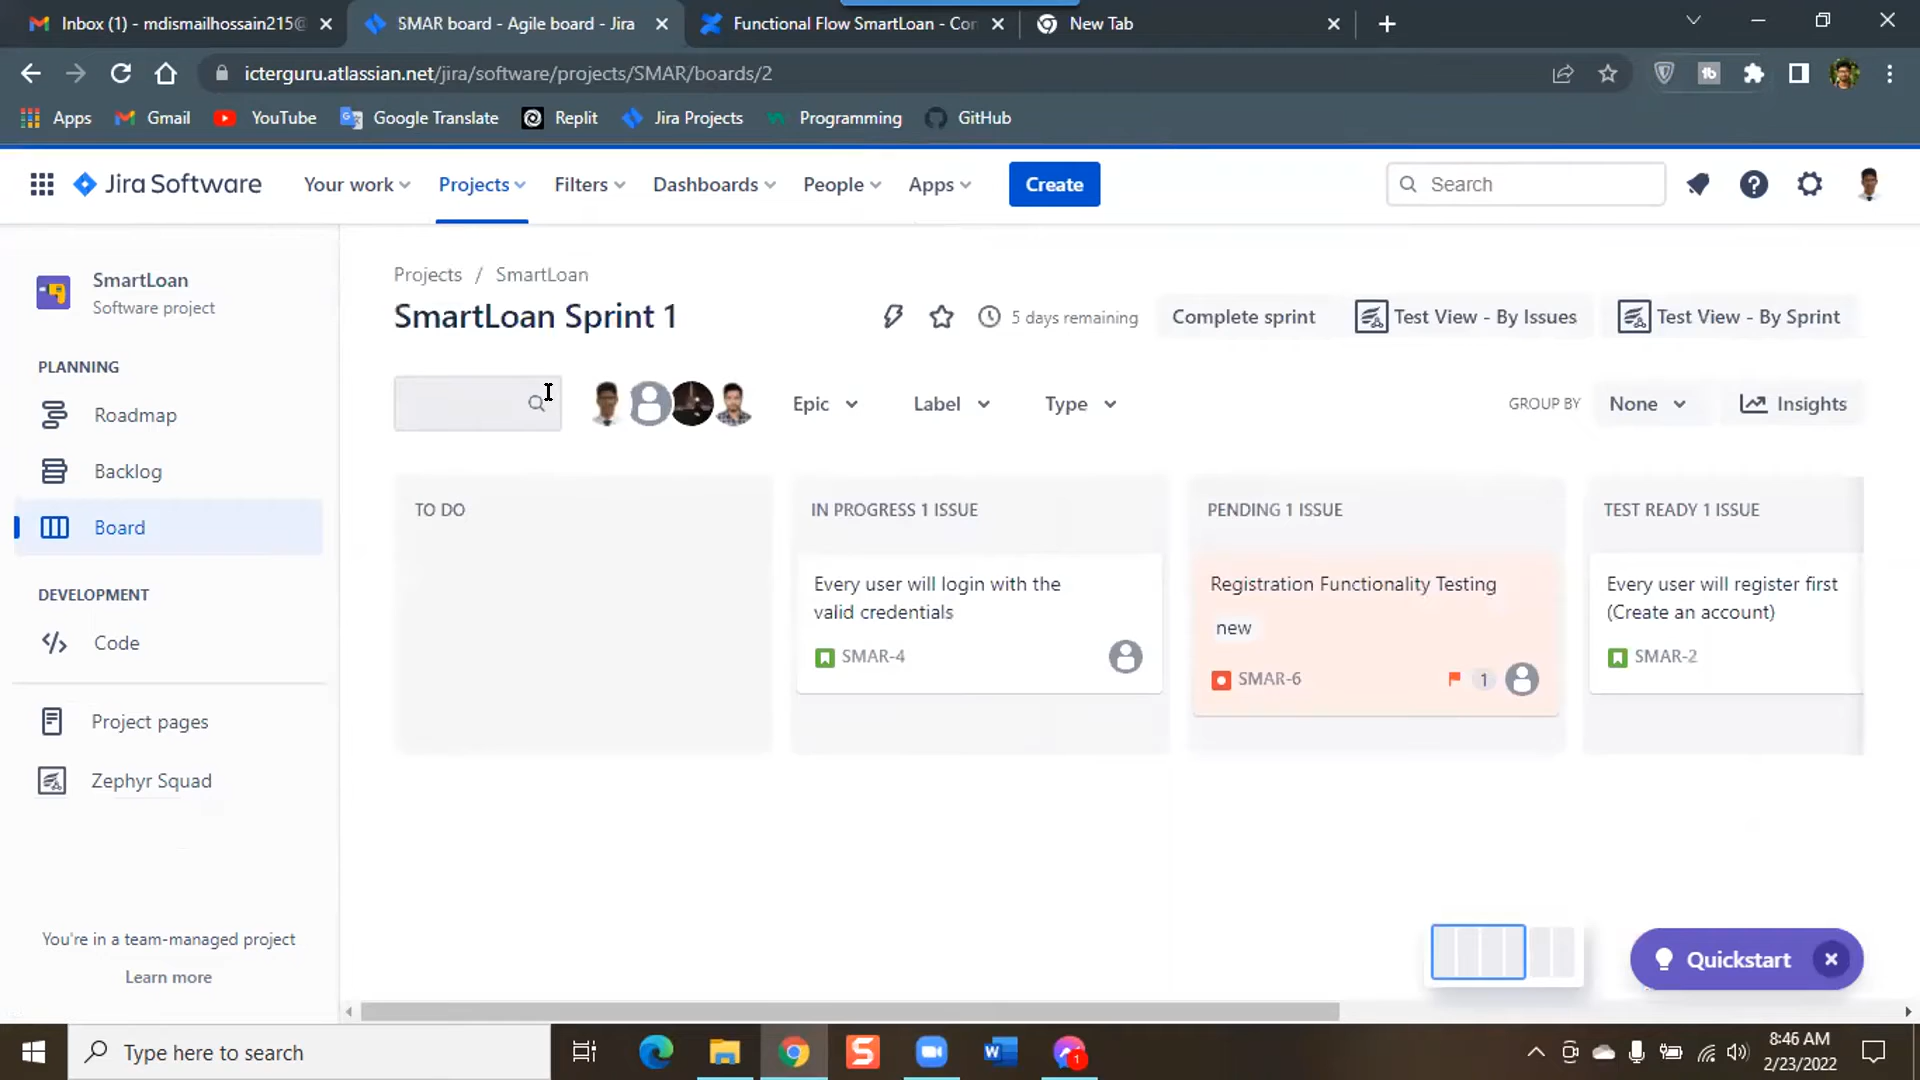 Inbox (1) - mdismailhossain215@
SMAR board - Agile board - Jira
Functional Flow SmartLoan - Con
New Tab
icterguru.atlassian.net/jira/software/projects/SMAR/boards/2
Apps
Gmail
YouTube
Google Translate
Replit
Jira Projects
Programming
GitHub
Jira Software
Your work
Projects
Filters
Dashboards
People
Apps
Create
Search
SmartLoan
Software project
PLANNING
Roadmap
Backlog
Board
DEVELOPMENT
Code
Project pages
Zephyr Squad
You're in a team-managed project
Learn more
Projects / SmartLoan
SmartLoan Sprint 1
5 days remaining
Complete sprint
Test View - By Issues
Test View - By Sprint
Epic
Label
Type
GROUP BY
None
Insights
TO DO
IN PROGRESS 1 ISSUE
Every user will login with the
valid credentials
SMAR-4
PENDING 1 ISSUE
Registration Functionality Testing
new
SMAR-6
1
TEST READY 1 ISSUE
Every user will register first
(Create an account)
SMAR-2
Quickstart
Type here to search
1
8:46 AM
2/23/2022